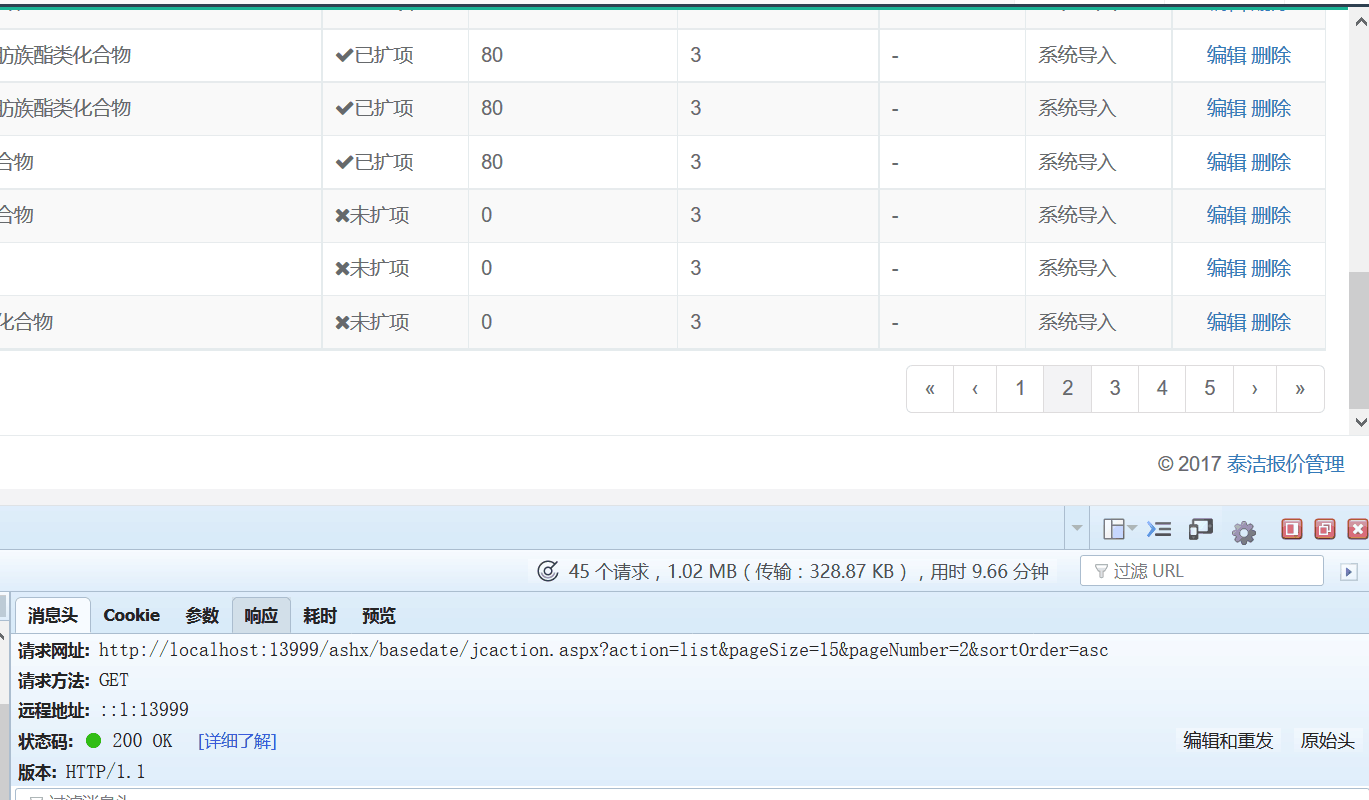 肪族酯类化合物 已扩项 80 3 - 系统导入 编辑 删除
肪族酯类化合物 已扩项 80 3 - 系统导入 编辑 删除
合物 已扩项 80 3 - 系统导入 编辑 删除
合物 未扩项 0 3 - 系统导入 编辑 删除
未扩项 0 3 - 系统导入 编辑 删除
化合物 未扩项 0 3 - 系统导入 编辑 删除
« ‹ 1 2 3 4 5 › »
© 2017 泰洁报价管理
45 个请求，1.02 MB（传输：328.87 KB），用时 9.66 分钟 过滤 URL
消息头 Cookie 参数 响应 耗时 预览
请求网址: http://localhost:13999/ashx/basedate/jcaction.aspx?action=list&pageSize=15&pageNumber=2&sortOrder=asc
请求方法: GET
远程地址: ::1:13999
状态码: 200 OK [详细了解] 编辑和重发 原始头
版本: HTTP/1.1